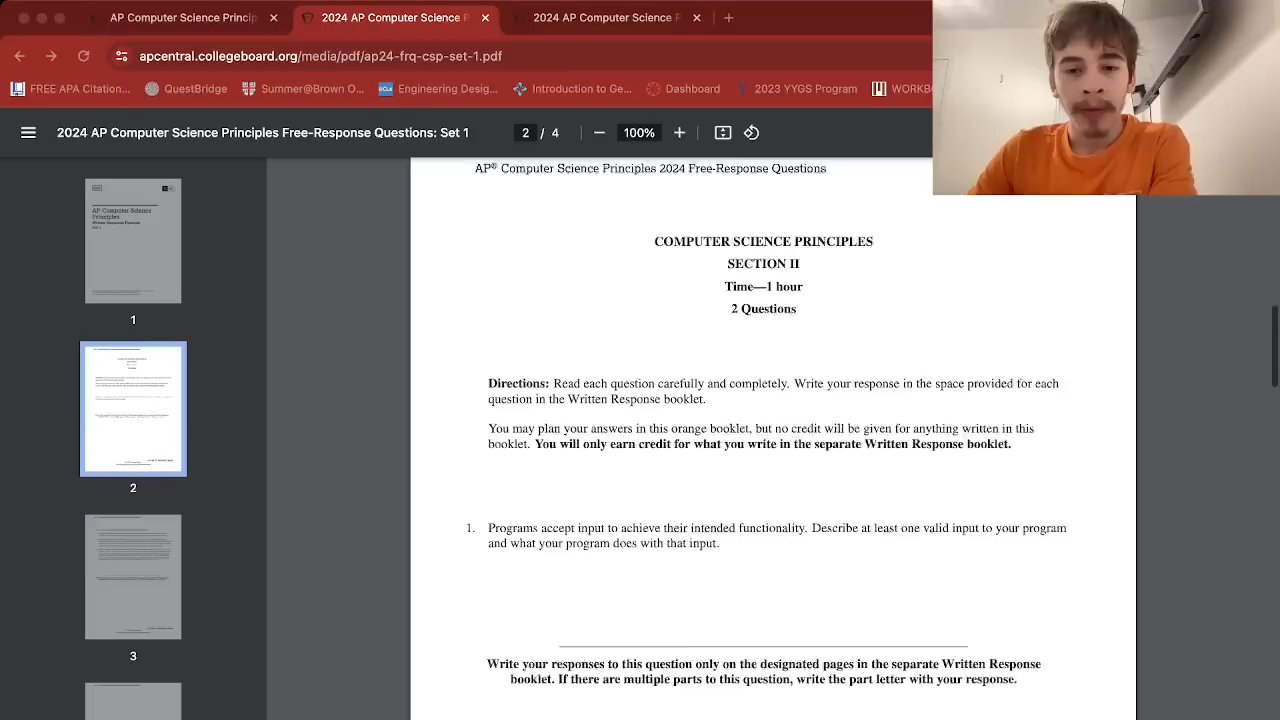 AP Computer Science Princip
2024 AP Computer Science P
2024 AP Computer Science P
apcentral.collegeboard.org/media/pdf/ap24-frq-csp-set-1.pdf
FREE APA Citation...
QuestBridge
Summer@Brown O...
Engineering Desig...
Introduction to Ge...
Dashboard
2023 YYGS Program
WORKBO
2024 AP Computer Science Principles Free-Response Questions: Set 1
2 / 4
100%
AP® Computer Science Principles 2024 Free-Response Questions
COMPUTER SCIENCE PRINCIPLES
SECTION II
Time—1 hour
2 Questions
Directions: Read each question carefully and completely. Write your response in the space provided for each
question in the Written Response booklet.
You may plan your answers in this orange booklet, but no credit will be given for anything written in this
booklet. You will only earn credit for what you write in the separate Written Response booklet.
1. Programs accept input to achieve their intended functionality. Describe at least one valid input to your program
and what your program does with that input.
Write your responses to this question only on the designated pages in the separate Written Response
booklet. If there are multiple parts to this question, write the part letter with your response.
AP Computer Science
Principles
1
2
3